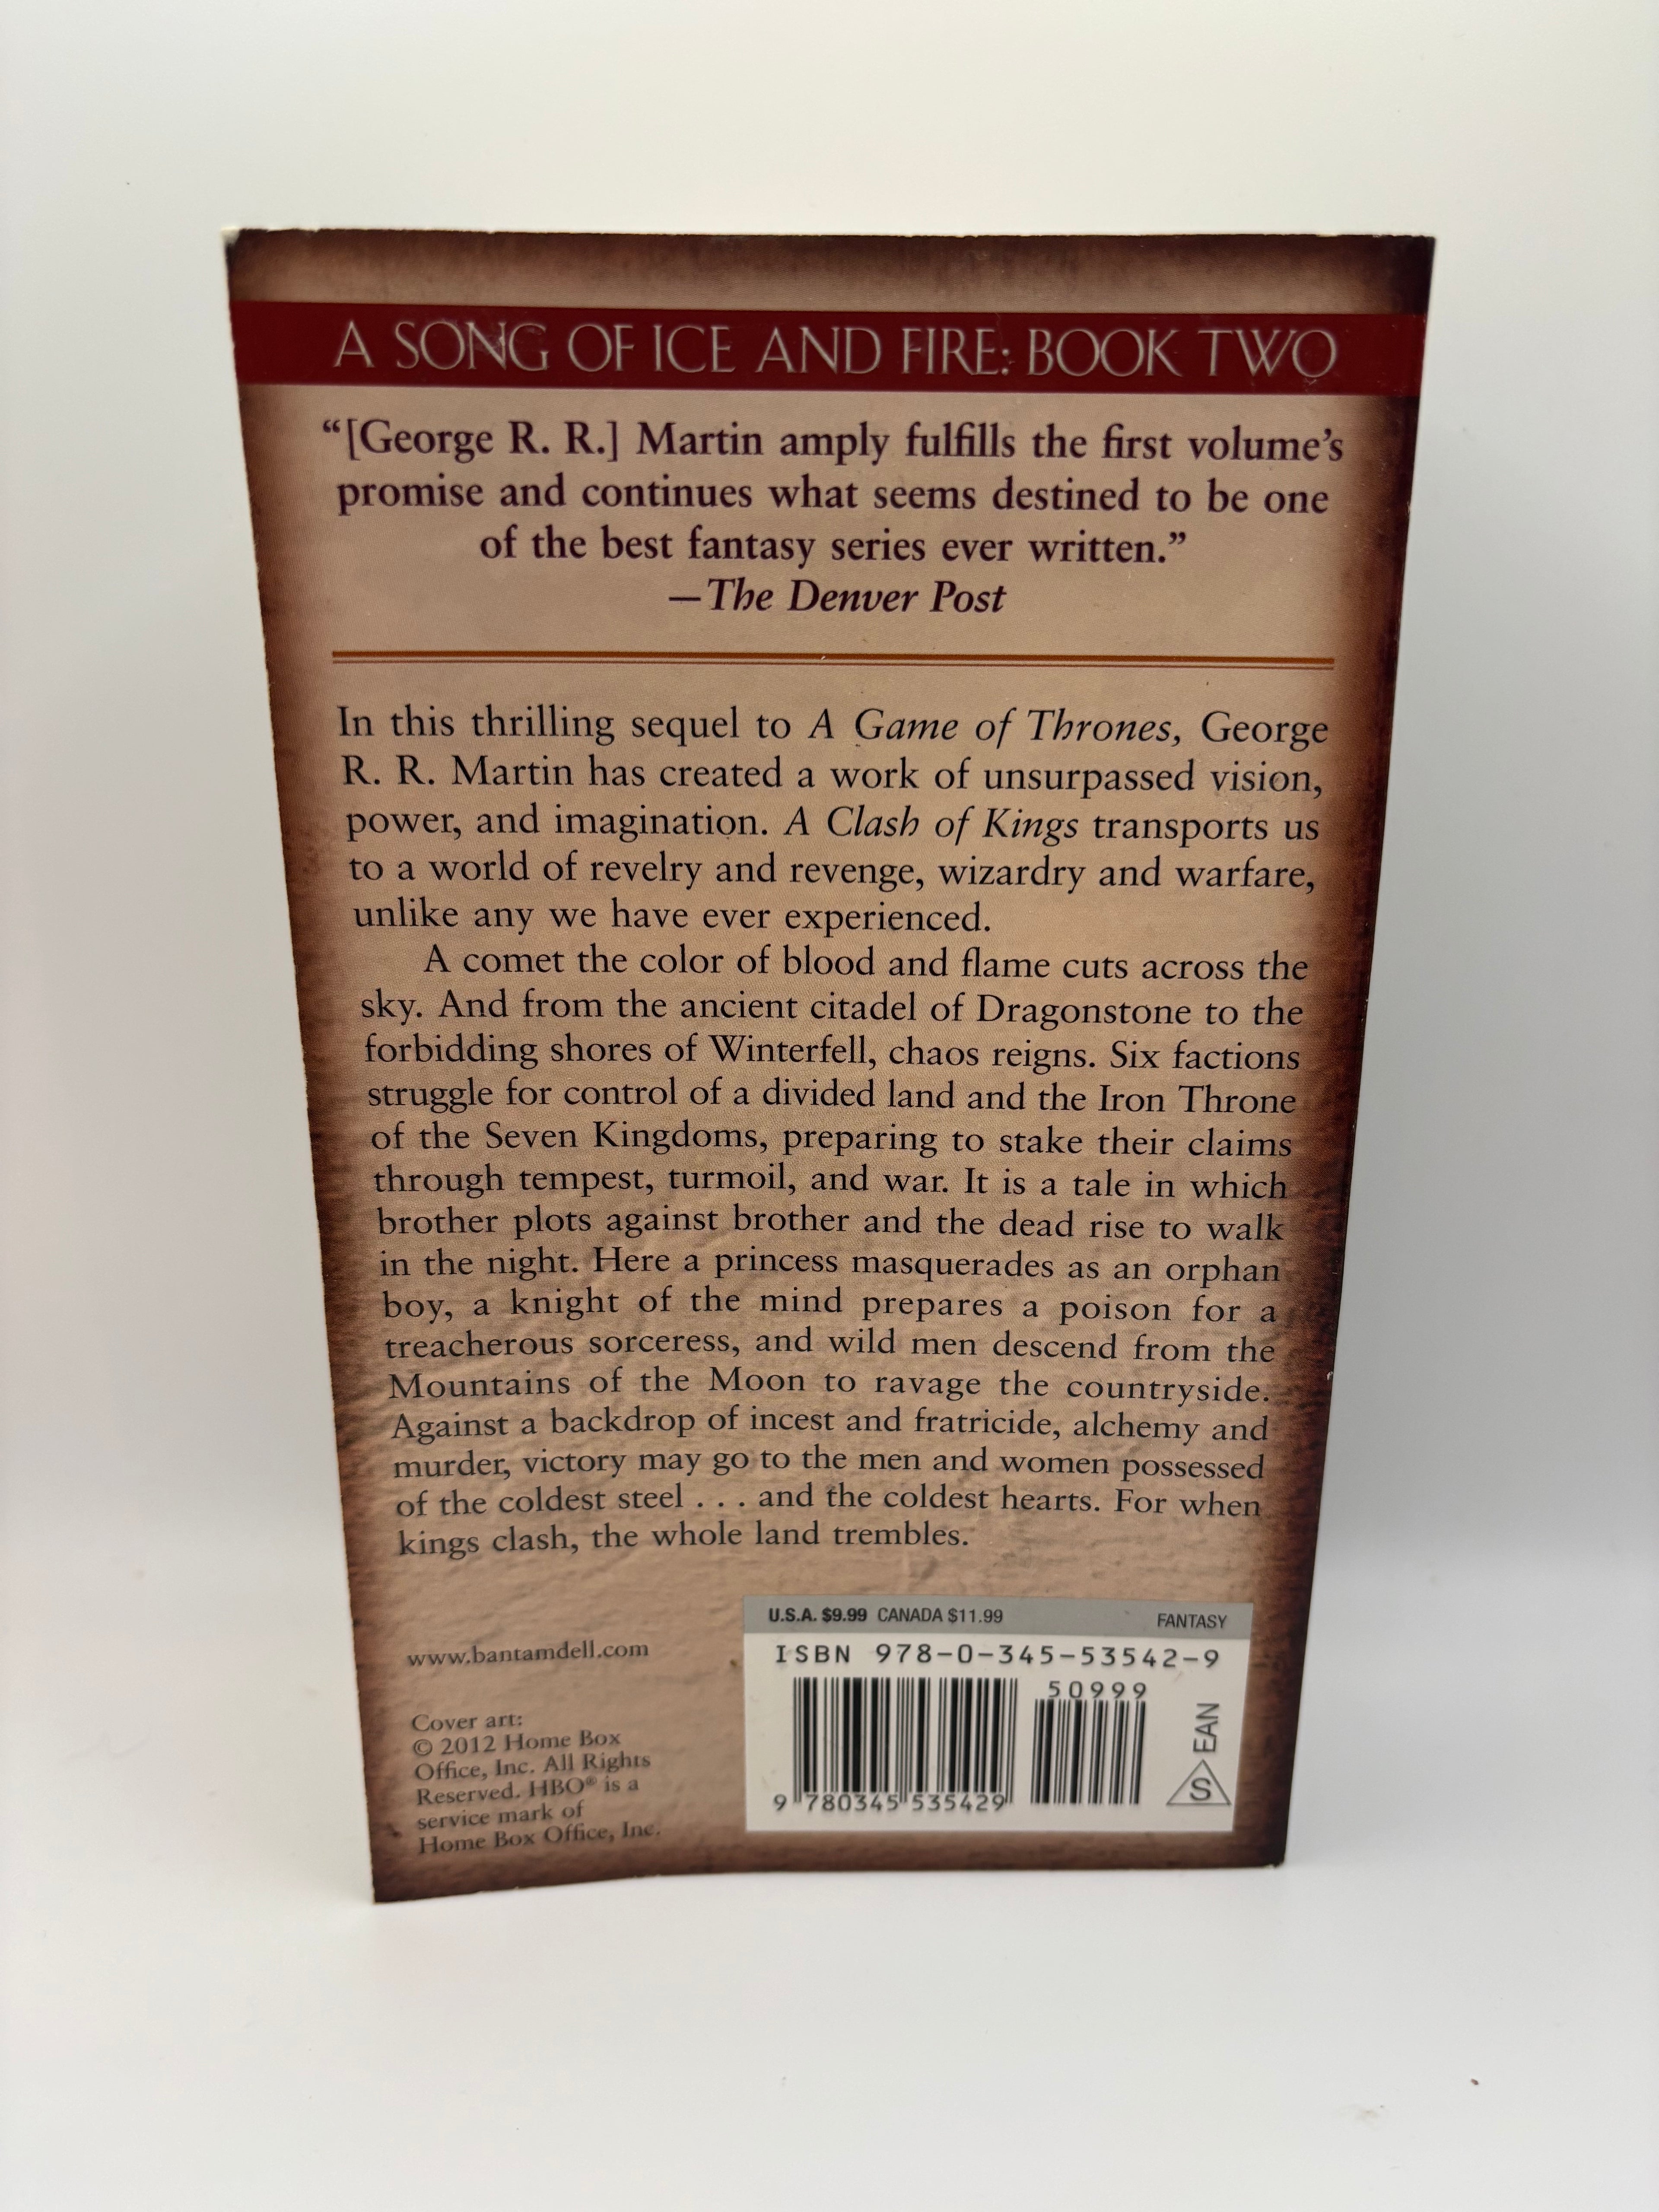 A SONG OF ICE AND FIRE: BOOK TWO
“[George R. R.] Martin amply fulfills the first volume’s
promise and continues what seems destined to be one
of the best fantasy series ever written.”
—The Denver Post
In this thrilling sequel to A Game of Thrones, George
R. R. Martin has created a work of unsurpassed vision,
power, and imagination. A Clash of Kings transports us
to a world of revelry and revenge, wizardry and warfare,
unlike any we have ever experienced.
A comet the color of blood and flame cuts across the
sky. And from the ancient citadel of Dragonstone to the
forbidding shores of Winterfell, chaos reigns. Six factions
struggle for control of a divided land and the Iron Throne
of the Seven Kingdoms, preparing to stake their claims
through tempest, turmoil, and war. It is a tale in which
brother plots against brother and the dead rise to walk
in the night. Here a princess masquerades as an orphan
boy, a knight of the mind prepares a poison for a
treacherous sorceress, and wild men descend from the
Mountains of the Moon to ravage the countryside.
Against a backdrop of incest and fratricide, alchemy and
murder, victory may go to the men and women possessed
of the coldest steel . . . and the coldest hearts. For when
kings clash, the whole land trembles.
www.bantamdell.com
Cover art:
© 2012 Home Box
Office, Inc. All Rights
Reserved. HBO® is a
service mark of
Home Box Office, Inc.
U.S.A. $9.99 CANADA $11.99 FANTASY
ISBN 978-0-345-53542-9
50999
9 780345 535429
EAN
S